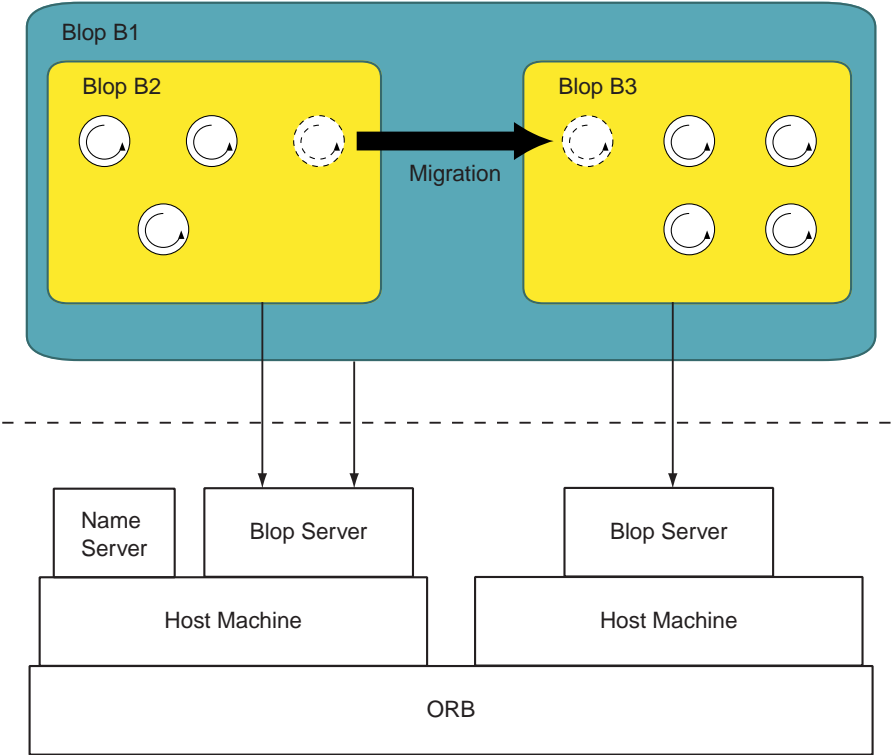 Blop B1
Blop B2
Blop B3
Migration
Name
Server
Blop Server
Blop Server
Host Machine
Host Machine
ORB